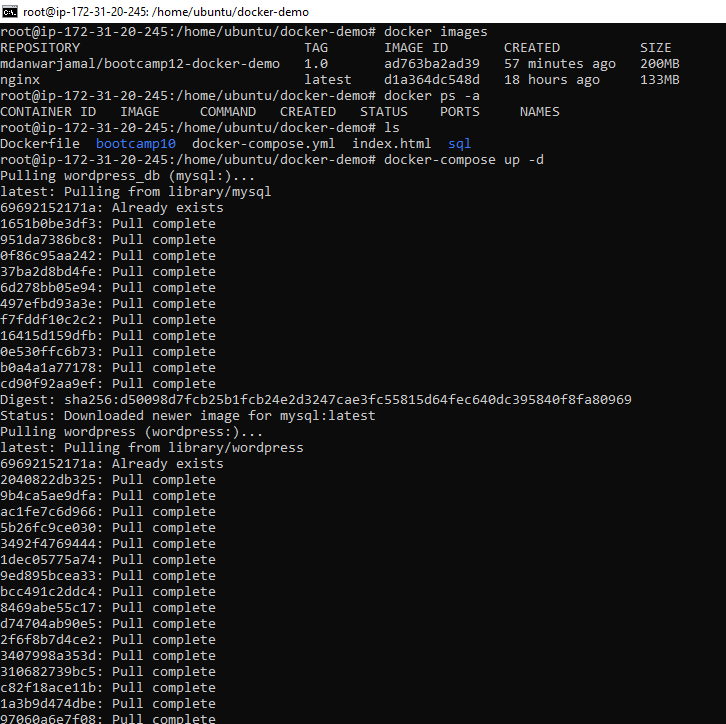 root@ip-172-31-20-245: /home/ubuntu/docker-demo
root@ip-172-31-20-245:/home/ubuntu/docker-demo# docker images
REPOSITORY TAG IMAGE ID CREATED SIZE
mdanwarjamal/bootcamp12-docker-demo 1.0 ad763ba2ad39 57 minutes ago 200MB
nginx latest d1a364dc548d 18 hours ago 133MB
root@ip-172-31-20-245:/home/ubuntu/docker-demo# docker ps -a
CONTAINER ID IMAGE COMMAND CREATED STATUS PORTS NAMES
root@ip-172-31-20-245:/home/ubuntu/docker-demo# ls
Dockerfile bootcamp10 docker-compose.yml index.html sql
root@ip-172-31-20-245:/home/ubuntu/docker-demo# docker-compose up -d
Pulling wordpress_db (mysql:)...
latest: Pulling from library/mysql
69692152171a: Already exists
1651b0be3df3: Pull complete
951da7386bc8: Pull complete
0f86c95aa242: Pull complete
37ba2d8bd4fe: Pull complete
6d278bb05e94: Pull complete
497efbd93a3e: Pull complete
f7fddf10c2c2: Pull complete
16415d159dfb: Pull complete
0e530ffc6b73: Pull complete
b0a4a1a77178: Pull complete
cd90f92aa9ef: Pull complete
Digest: sha256:d50098d7fcb25b1fcb24e2d3247cae3fc55815d64fec640dc395840f8fa80969
Status: Downloaded newer image for mysql:latest
Pulling wordpress (wordpress:)...
latest: Pulling from library/wordpress
69692152171a: Already exists
2040822db325: Pull complete
9b4ca5ae9dfa: Pull complete
ac1fe7c6d966: Pull complete
5b26fc9ce030: Pull complete
3492f4769444: Pull complete
1dec05775a74: Pull complete
9ed895bcea33: Pull complete
bcc491c2ddc4: Pull complete
8469abe55c17: Pull complete
d74704ab90e5: Pull complete
2f6f8b7d4ce2: Pull complete
3407998a353d: Pull complete
310682739bc5: Pull complete
c82f18ace11b: Pull complete
1a3b9d474dbe: Pull complete
97060a6e7f08: Pull complete